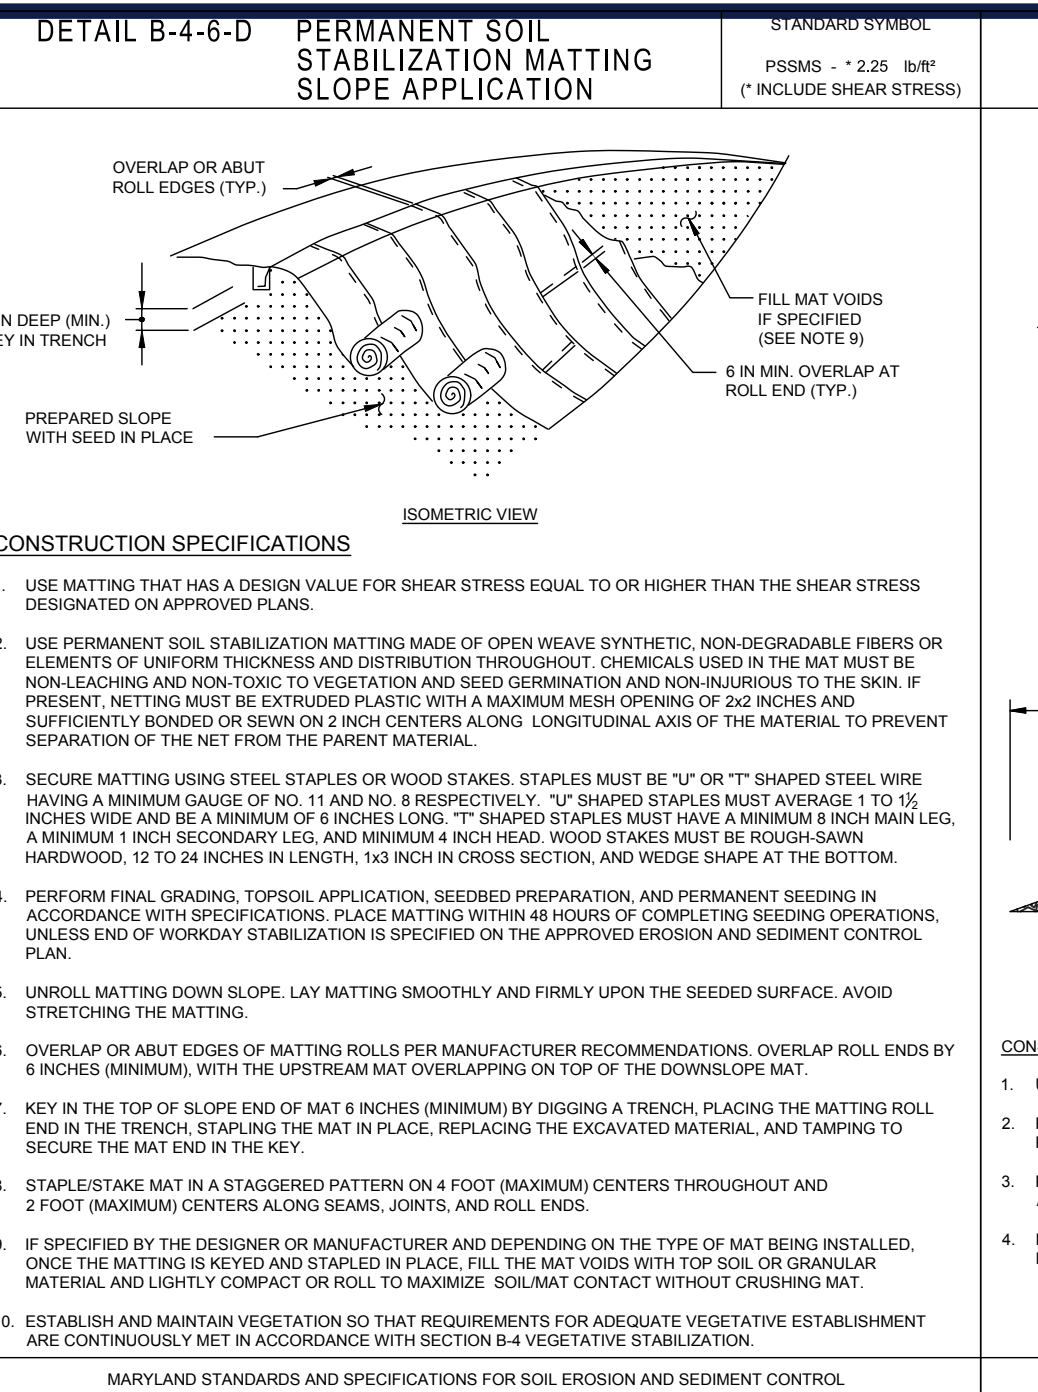 DETAIL B-4-6-D
PERMANENT SOIL
STABILIZATION MATTING
SLOPE APPLICATION
STANDARD SYMBOL
PSSMS - * 2.25 lb/ft²
(* INCLUDE SHEAR STRESS)
OVERLAP OR ABUT
ROLL EDGES (TYP.)
DEEP (MIN.)
IN TRENCH
PREPARED SLOPE
WITH SEED IN PLACE
FILL MAT VOIDS
IF SPECIFIED
(SEE NOTE 9)
6 IN MIN. OVERLAP AT
ROLL END (TYP.)
ISOMETRIC VIEW
CONSTRUCTION SPECIFICATIONS
USE MATTING THAT HAS A DESIGN VALUE FOR SHEAR STRESS EQUAL TO OR HIGHER THAN THE SHEAR STRESS
DESIGNATED ON APPROVED PLANS.
2. USE PERMANENT SOIL STABILIZATION MATTING MADE OF OPEN WEAVE SYNTHETIC, NON-DEGRADABLE FIBERS OR
ELEMENTS OF UNIFORM THICKNESS AND DISTRIBUTION THROUGHOUT. CHEMICALS USED IN THE MAT MUST BE
NON-LEACHING AND NON-TOXIC TO VEGETATION AND SEED GERMINATION AND NON-INJURIOUS TO THE SKIN. IF
PRESENT, NETTING MUST BE EXTRUDED PLASTIC WITH A MAXIMUM MESH OPENING OF 2x2 INCHES AND
SUFFICIENTLY BONDED OR SEWN ON 2 INCH CENTERS ALONG LONGITUDINAL AXIS OF THE MATERIAL TO PREVENT
SEPARATION OF THE NET FROM THE PARENT MATERIAL.
3. SECURE MATTING USING STEEL STAPLES OR WOOD STAKES. STAPLES MUST BE "U" OR "T" SHAPED STEEL WIRE
HAVING A MINIMUM GAUGE OF NO. 11 AND NO. 8 RESPECTIVELY. "U" SHAPED STAPLES MUST AVERAGE 1 TO 1½
INCHES WIDE AND BE A MINIMUM OF 6 INCHES LONG. "T" SHAPED STAPLES MUST HAVE A MINIMUM 8 INCH MAIN LEG,
A MINIMUM 1 INCH SECONDARY LEG, AND MINIMUM 4 INCH HEAD. WOOD STAKES MUST BE ROUGH-SAWN
HARDWOOD, 12 TO 24 INCHES IN LENGTH, 1x3 INCH IN CROSS SECTION, AND WEDGE SHAPE AT THE BOTTOM.
4. PERFORM FINAL GRADING, TOPSOIL APPLICATION, SEEDBED PREPARATION, AND PERMANENT SEEDING IN
ACCORDANCE WITH SPECIFICATIONS. PLACE MATTING WITHIN 48 HOURS OF COMPLETING SEEDING OPERATIONS,
UNLESS END OF WORKDAY STABILIZATION IS SPECIFIED ON THE APPROVED EROSION AND SEDIMENT CONTROL
PLAN.
5. UNROLL MATTING DOWN SLOPE. LAY MATTING SMOOTHLY AND FIRMLY UPON THE SEEDED SURFACE. AVOID
STRETCHING THE MATTING.
6. OVERLAP OR ABUT EDGES OF MATTING ROLLS PER MANUFACTURER RECOMMENDATIONS. OVERLAP ROLL ENDS BY
6 INCHES (MINIMUM), WITH THE UPSTREAM MAT OVERLAPPING ON TOP OF THE DOWNSLOPE MAT.
7. KEY IN THE TOP OF SLOPE END OF MAT 6 INCHES (MINIMUM) BY DIGGING A TRENCH, PLACING THE MATTING ROLL
END IN THE TRENCH, STAPLING THE MAT IN PLACE, REPLACING THE EXCAVATED MATERIAL, AND TAMPING TO
SECURE THE MAT END IN THE KEY.
8. STAPLE/STAKE MAT IN A STAGGERED PATTERN ON 4 FOOT (MAXIMUM) CENTERS THROUGHOUT AND
2 FOOT (MAXIMUM) CENTERS ALONG SEAMS, JOINTS, AND ROLL ENDS.
9. IF SPECIFIED BY THE DESIGNER OR MANUFACTURER AND DEPENDING ON THE TYPE OF MAT BEING INSTALLED,
ONCE THE MATTING IS KEYED AND STAPLED IN PLACE, FILL THE MAT VOIDS WITH TOP SOIL OR GRANULAR
MATERIAL AND LIGHTLY COMPACT OR ROLL TO MAXIMIZE SOIL/MAT CONTACT WITHOUT CRUSHING MAT.
10. ESTABLISH AND MAINTAIN VEGETATION SO THAT REQUIREMENTS FOR ADEQUATE VEGETATIVE ESTABLISHMENT
ARE CONTINUOUSLY MET IN ACCORDANCE WITH SECTION B-4 VEGETATIVE STABILIZATION.
MARYLAND STANDARDS AND SPECIFICATIONS FOR SOIL EROSION AND SEDIMENT CONTROL
CON
1.
2.
3.
4.